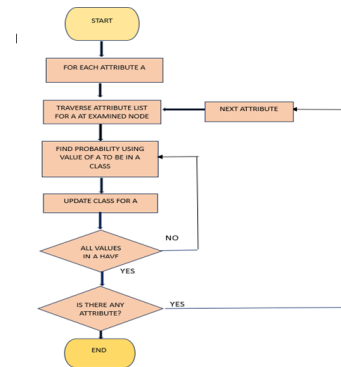 START
FOR EACH ATTRIBUTE A
TRAVERSE ATTRIBUTE LIST
FOR A AT EXAMINED NODE
NEXT ATTRIBUTE
FIND PROBABILITY USING
VALUE OF A TO BE IN A
CLASS
UPDATE CLASS FOR A
NO
ALL VALUES
IN A HAVE
YES
IS THERE ANY
ATTRIBUTE?
YES
END